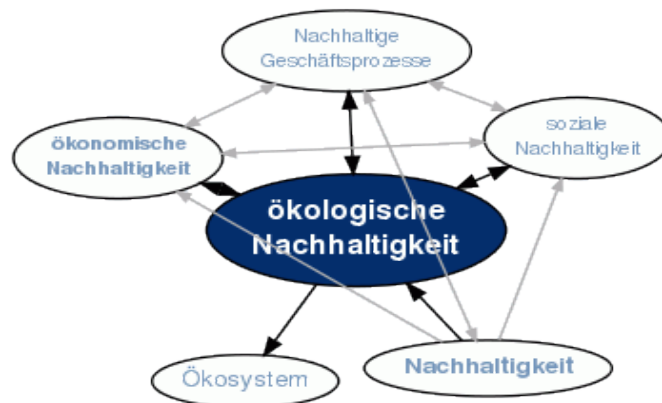 Nachhaltige
Geschäftsprozesse
ökonomische
Nachhaltigkeit
soziale
Nachhaltigkeit
ökologische
Nachhaltigkeit
Ökosystem
Nachhaltigkeit